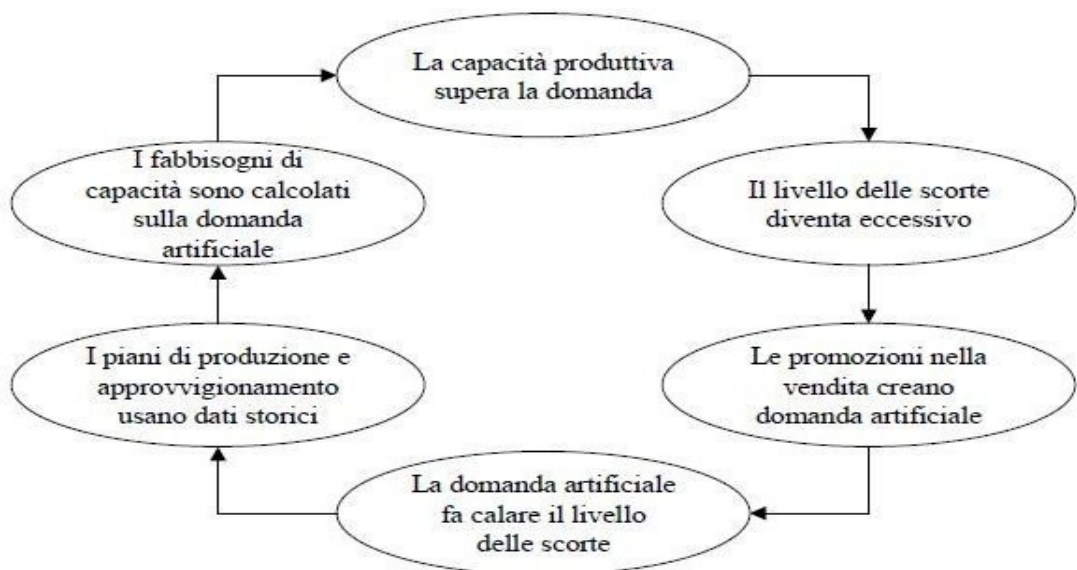 La capacità produttiva
supera la domanda
Il livello delle scorte
diventa eccessivo
Le promozioni nella
vendita creano
domanda artificiale
La domanda artificiale
fa calare il livello
delle scorte
I piani di produzione e
approvvigionamento
usano dati storici
I fabbisogni di
capacità sono calcolati
sulla domanda
artificiale